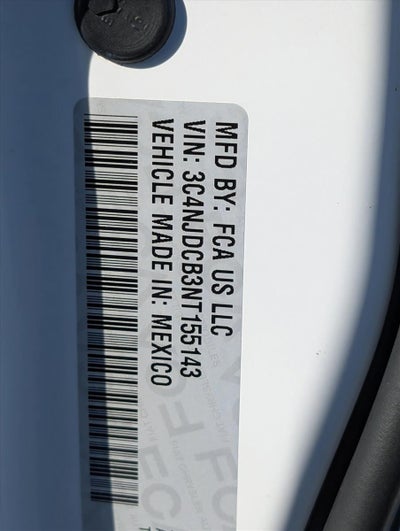 MFD BY: FCA US LLC
VIN: 3C4NJDCB3NT155143
VEHICLE MADE IN: MEXICO